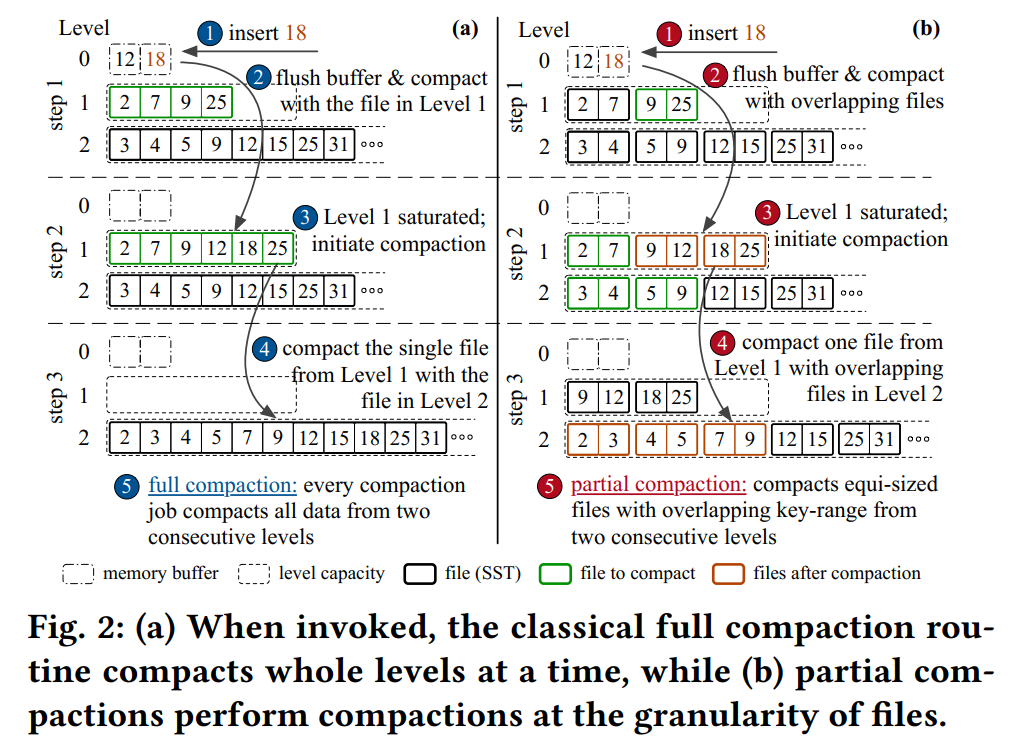 Level
(a)
1 insert 18
0 12 18
2 flush buffer & compact
with the file in Level 1
step 1
1 2 7 9 25
2 3 4 5 9 12 15 25 31
step 2
0
3 Level 1 saturated;
initiate compaction
1 2 7 9 12 18 25
2 3 4 5 9 12 15 25 31
step 3
0
4 compact the single file
from Level 1 with the
file in Level 2
1
2 2 3 4 5 7 9 12 15 18 25 31
5 full compaction: every compaction
job compacts all data from two
consecutive levels
Level
(b)
1 insert 18
0 12 18
2 flush buffer & compact
with overlapping files
step 1
1 2 7 9 25
2 3 4 5 9 12 15 25 31
step 2
0
3 Level 1 saturated;
initiate compaction
1 2 7 9 12 18 25
2 3 4 5 9 12 15 25 31
step 3
0
4 compact one file from
Level 1 with overlapping
files in Level 2
1 9 12 18 25
2 2 3 4 5 7 9 12 15 25 31
5 partial compaction: compacts equi-sized
files with overlapping key-range from
two consecutive levels
memory buffer level capacity file (SST) file to compact files after compaction
Fig. 2: (a) When invoked, the classical full compaction rou-
tine compacts whole levels at a time, while (b) partial com-
pactions perform compactions at the granularity of files.